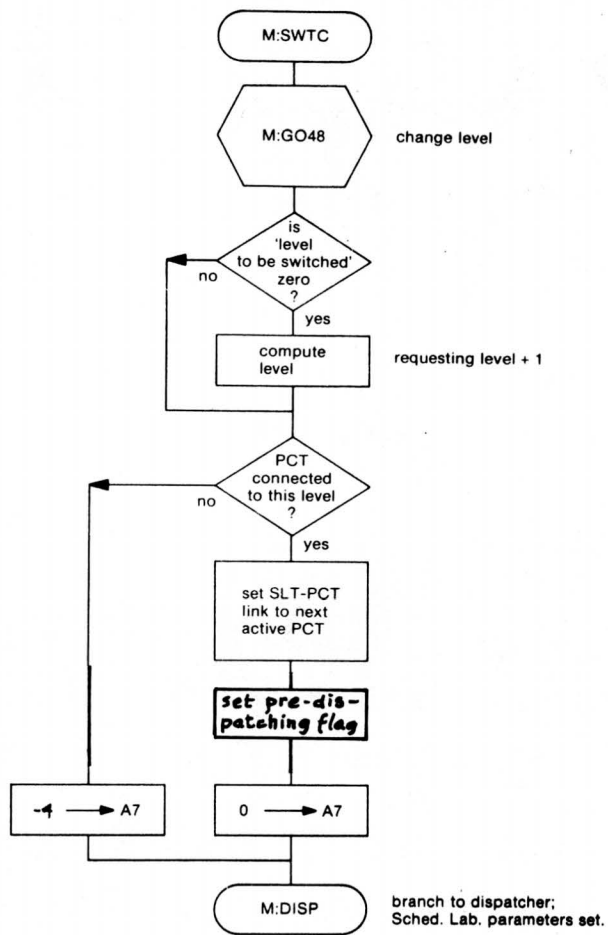 M:SWTC
M:GO48
change level
is
'level
to be switched'
zero
?
no
yes
compute
level
requesting level + 1
PCT
connected
to this level
?
no
yes
set SLT-PCT
link to next
active PCT
set pre-dis-
patching flag
→ A7
0 → A7
M:DISP
branch to dispatcher;
Sched. Lab. parameters set.